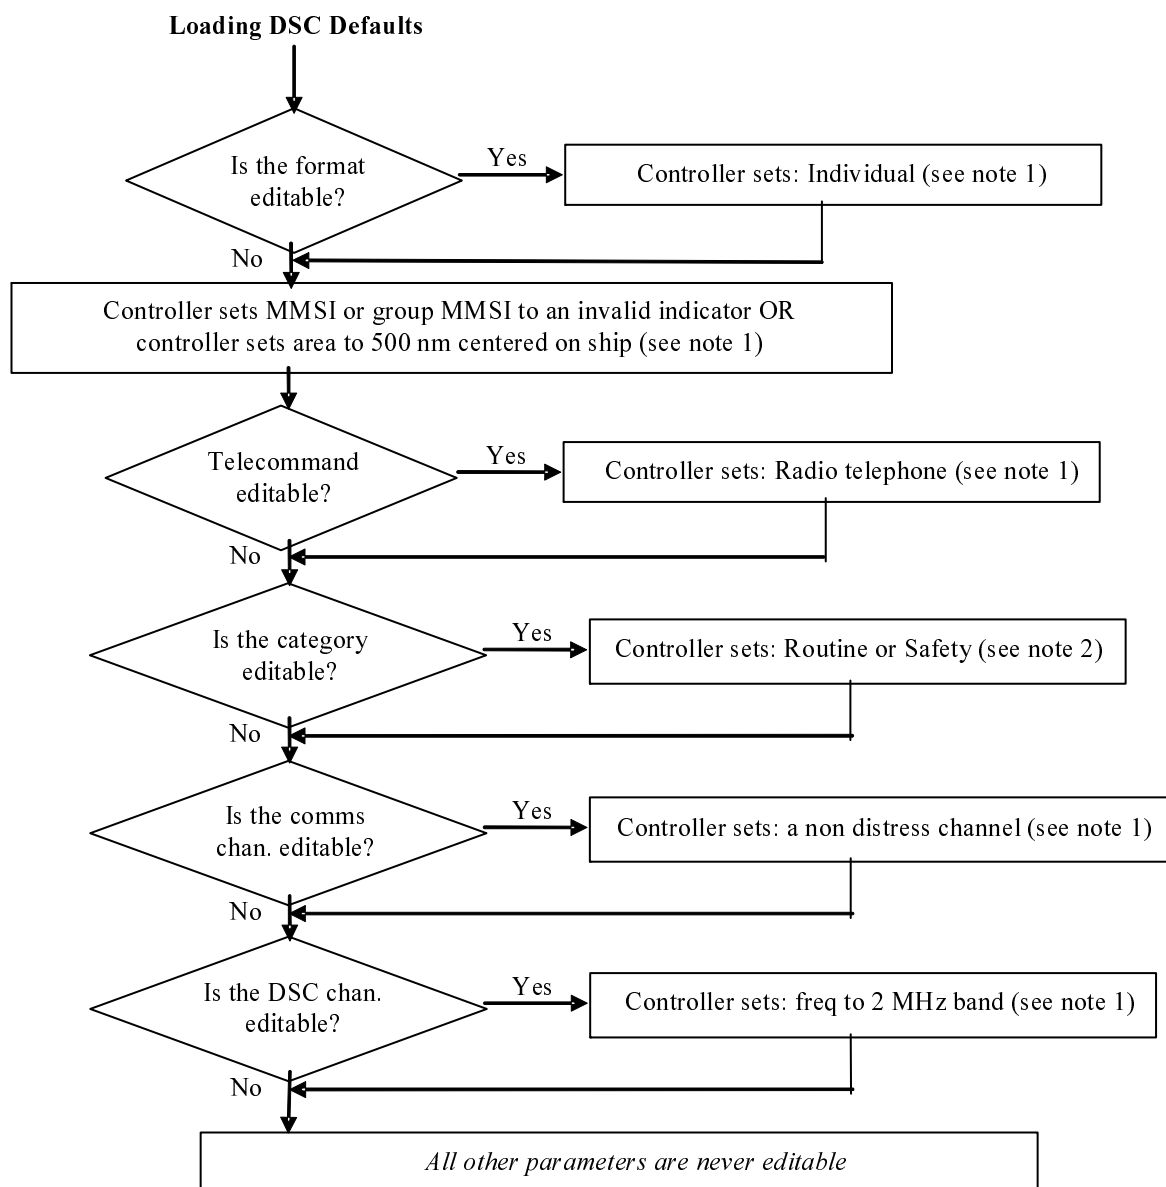 Loading DSC Defaults
Is the format
editable?
Yes
Controller sets: Individual (see note 1)
No
Controller sets MMSI or group MMSI to an invalid indicator OR
controller sets area to 500 nm centered on ship (see note 1)
Telecommand
editable?
Yes
Controller sets: Radio telephone (see note 1)
No
Is the category
editable?
Yes
Controller sets: Routine or Safety (see note 2)
No
Is the comms
chan. editable?
Yes
Controller sets: a non distress channel (see note 1)
No
Is the DSC chan.
editable?
Yes
Controller sets: freq to 2 MHz band (see note 1)
No
All other parameters are never editable